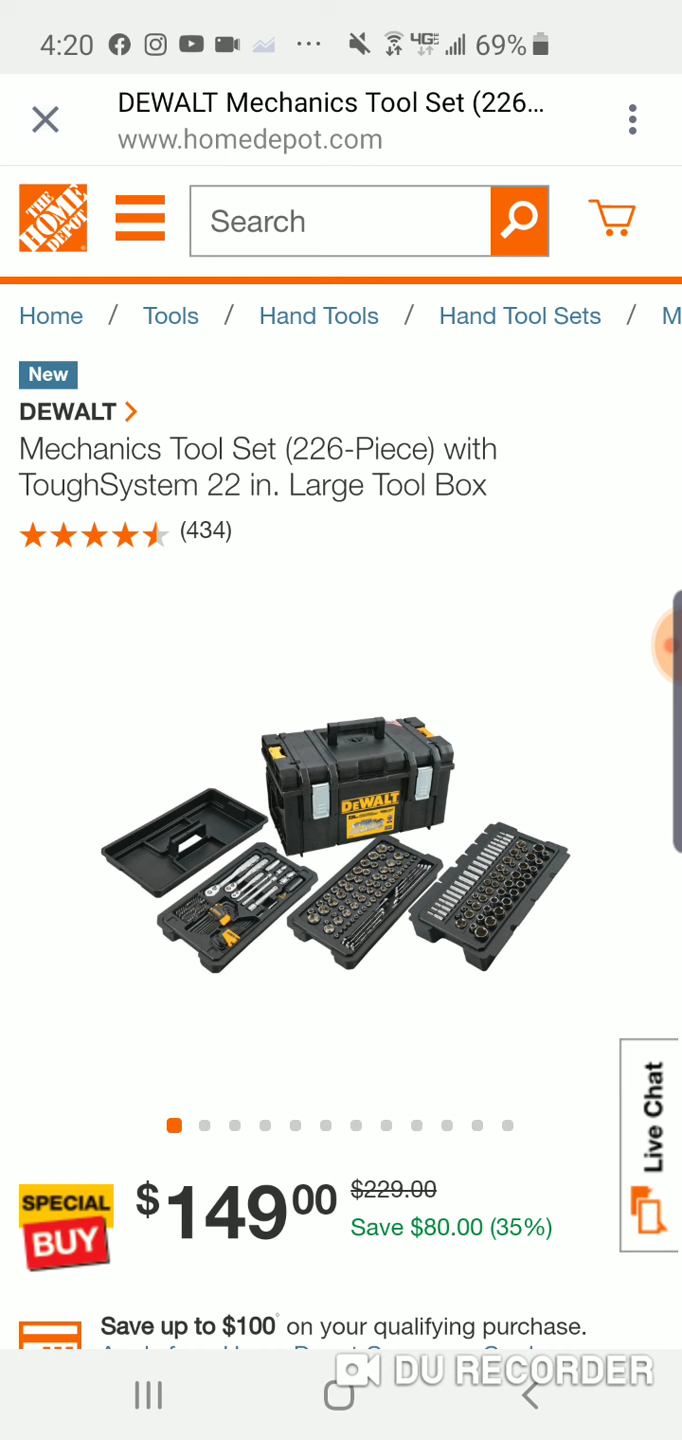 4:20 4GE 69%
DEWALT Mechanics Tool Set (226...
www.homedepot.com
THE HOME DEPOT
Search
Home / Tools / Hand Tools / Hand Tool Sets / M
New
DEWALT
Mechanics Tool Set (226-Piece) with
ToughSystem 22 in. Large Tool Box
(434)
DEWALT
Live Chat
SPECIAL
BUY
$149⁰⁰
$229.00
Save $80.00 (35%)
Save up to $100° on your qualifying purchase.
DU RECORDER